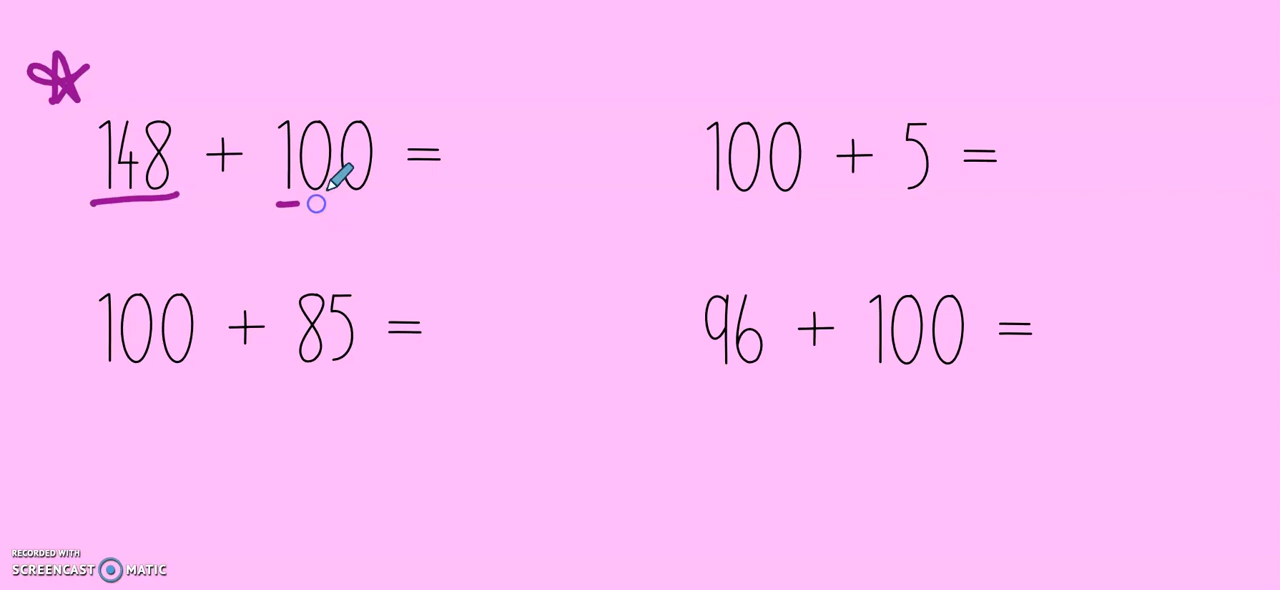 148 + 100 =
100 + 5 =
100 + 85 =
96 + 100 =
RECORDED WITH
SCREENCAST MATIC